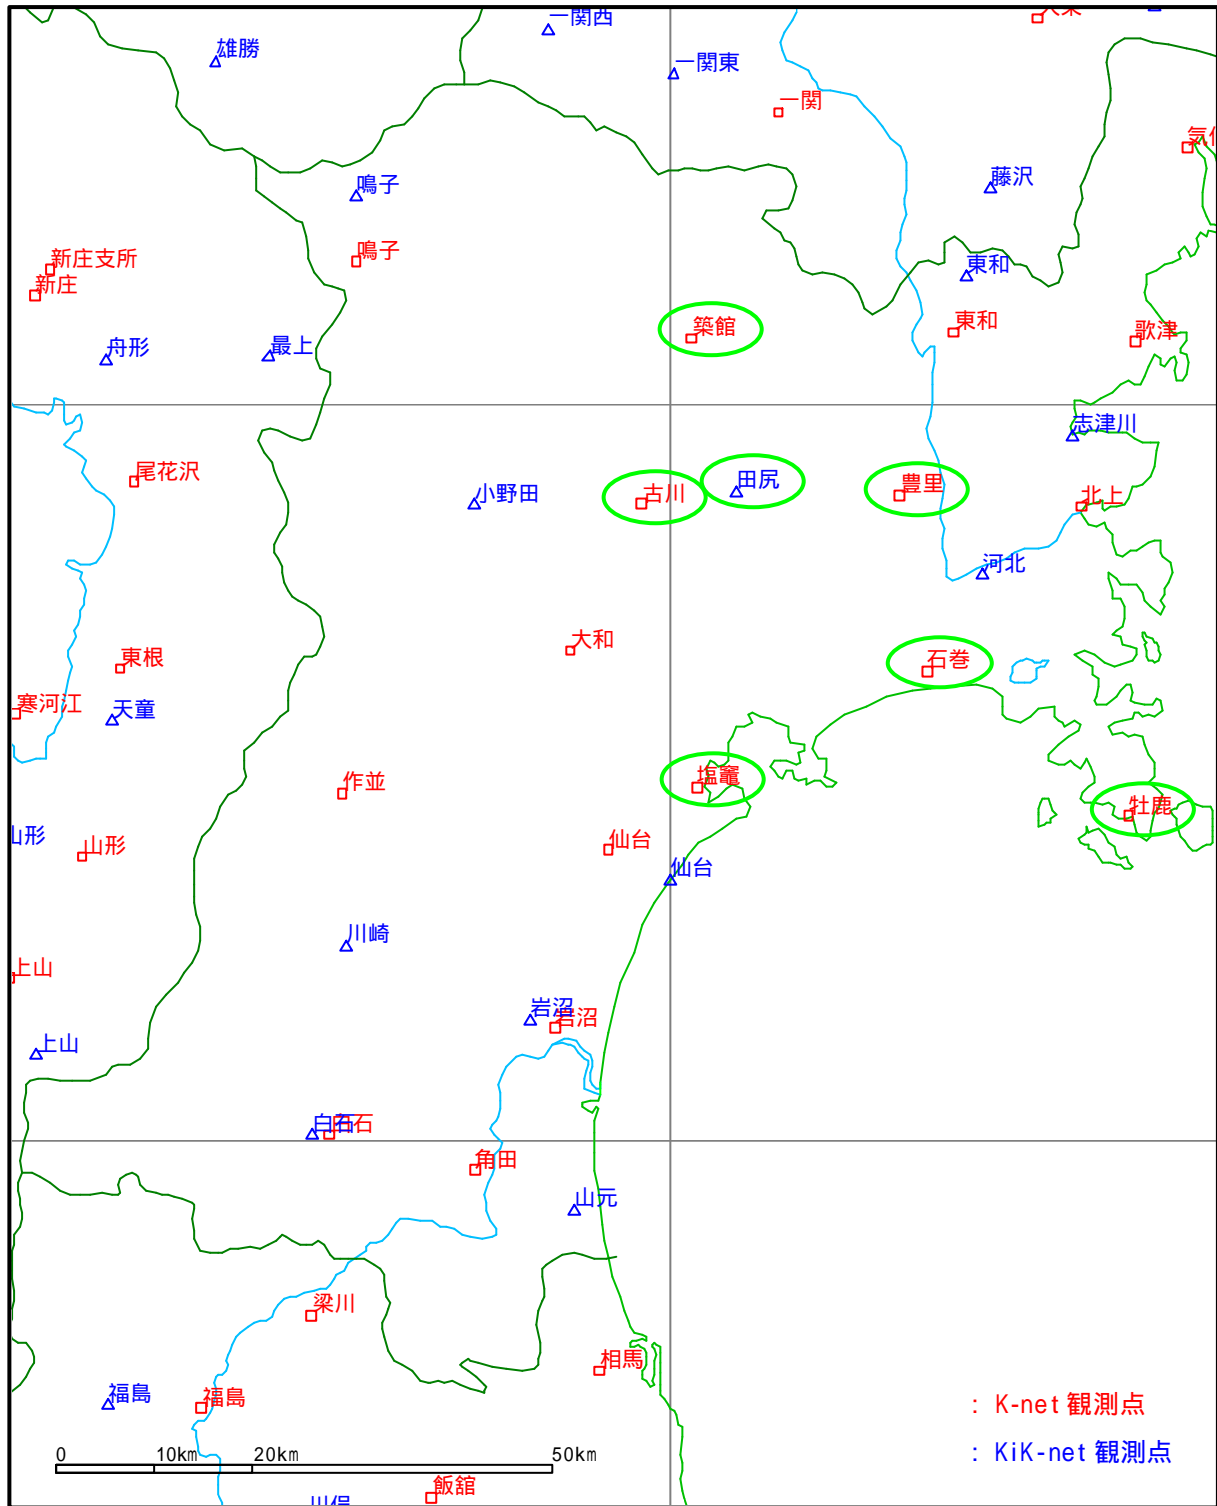 一関西
雄勝
一関東
一関
藤沢
鳴子
鳴子
新庄支所
新庄
東和
東和
築館
歌津
舟形
最上
志津川
尾花沢
小野田
古川
田尻
豊里
北上
河北
大和
東根
石巻
寒河江
天童
作並
塩竈
牡鹿
山形
山形
仙台
仙台
川崎
上山
岩沼
岩沼
上山
白石
白石
角田
山元
梁川
相馬
福島
福島
: K-net 観測点
: KiK-net 観測点
0 10km 20km 50km
飯舘